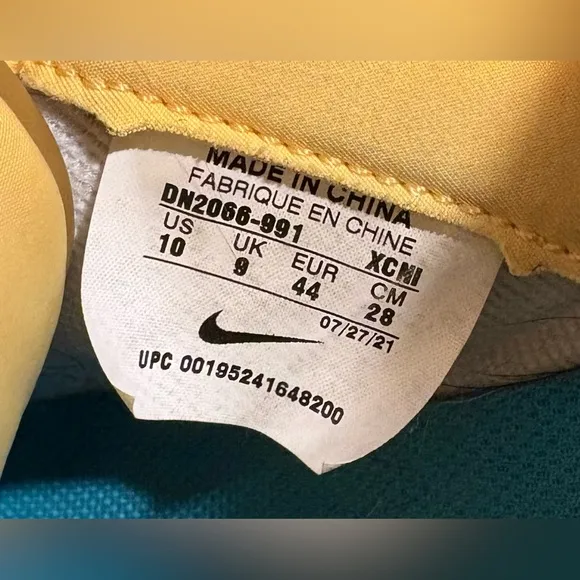 MADE IN CHINA
FABRIQUE EN CHINE
DN2066-991 XCMI
US UK EUR CM
10 9 44 28
07/27/21
UPC 00195241648200